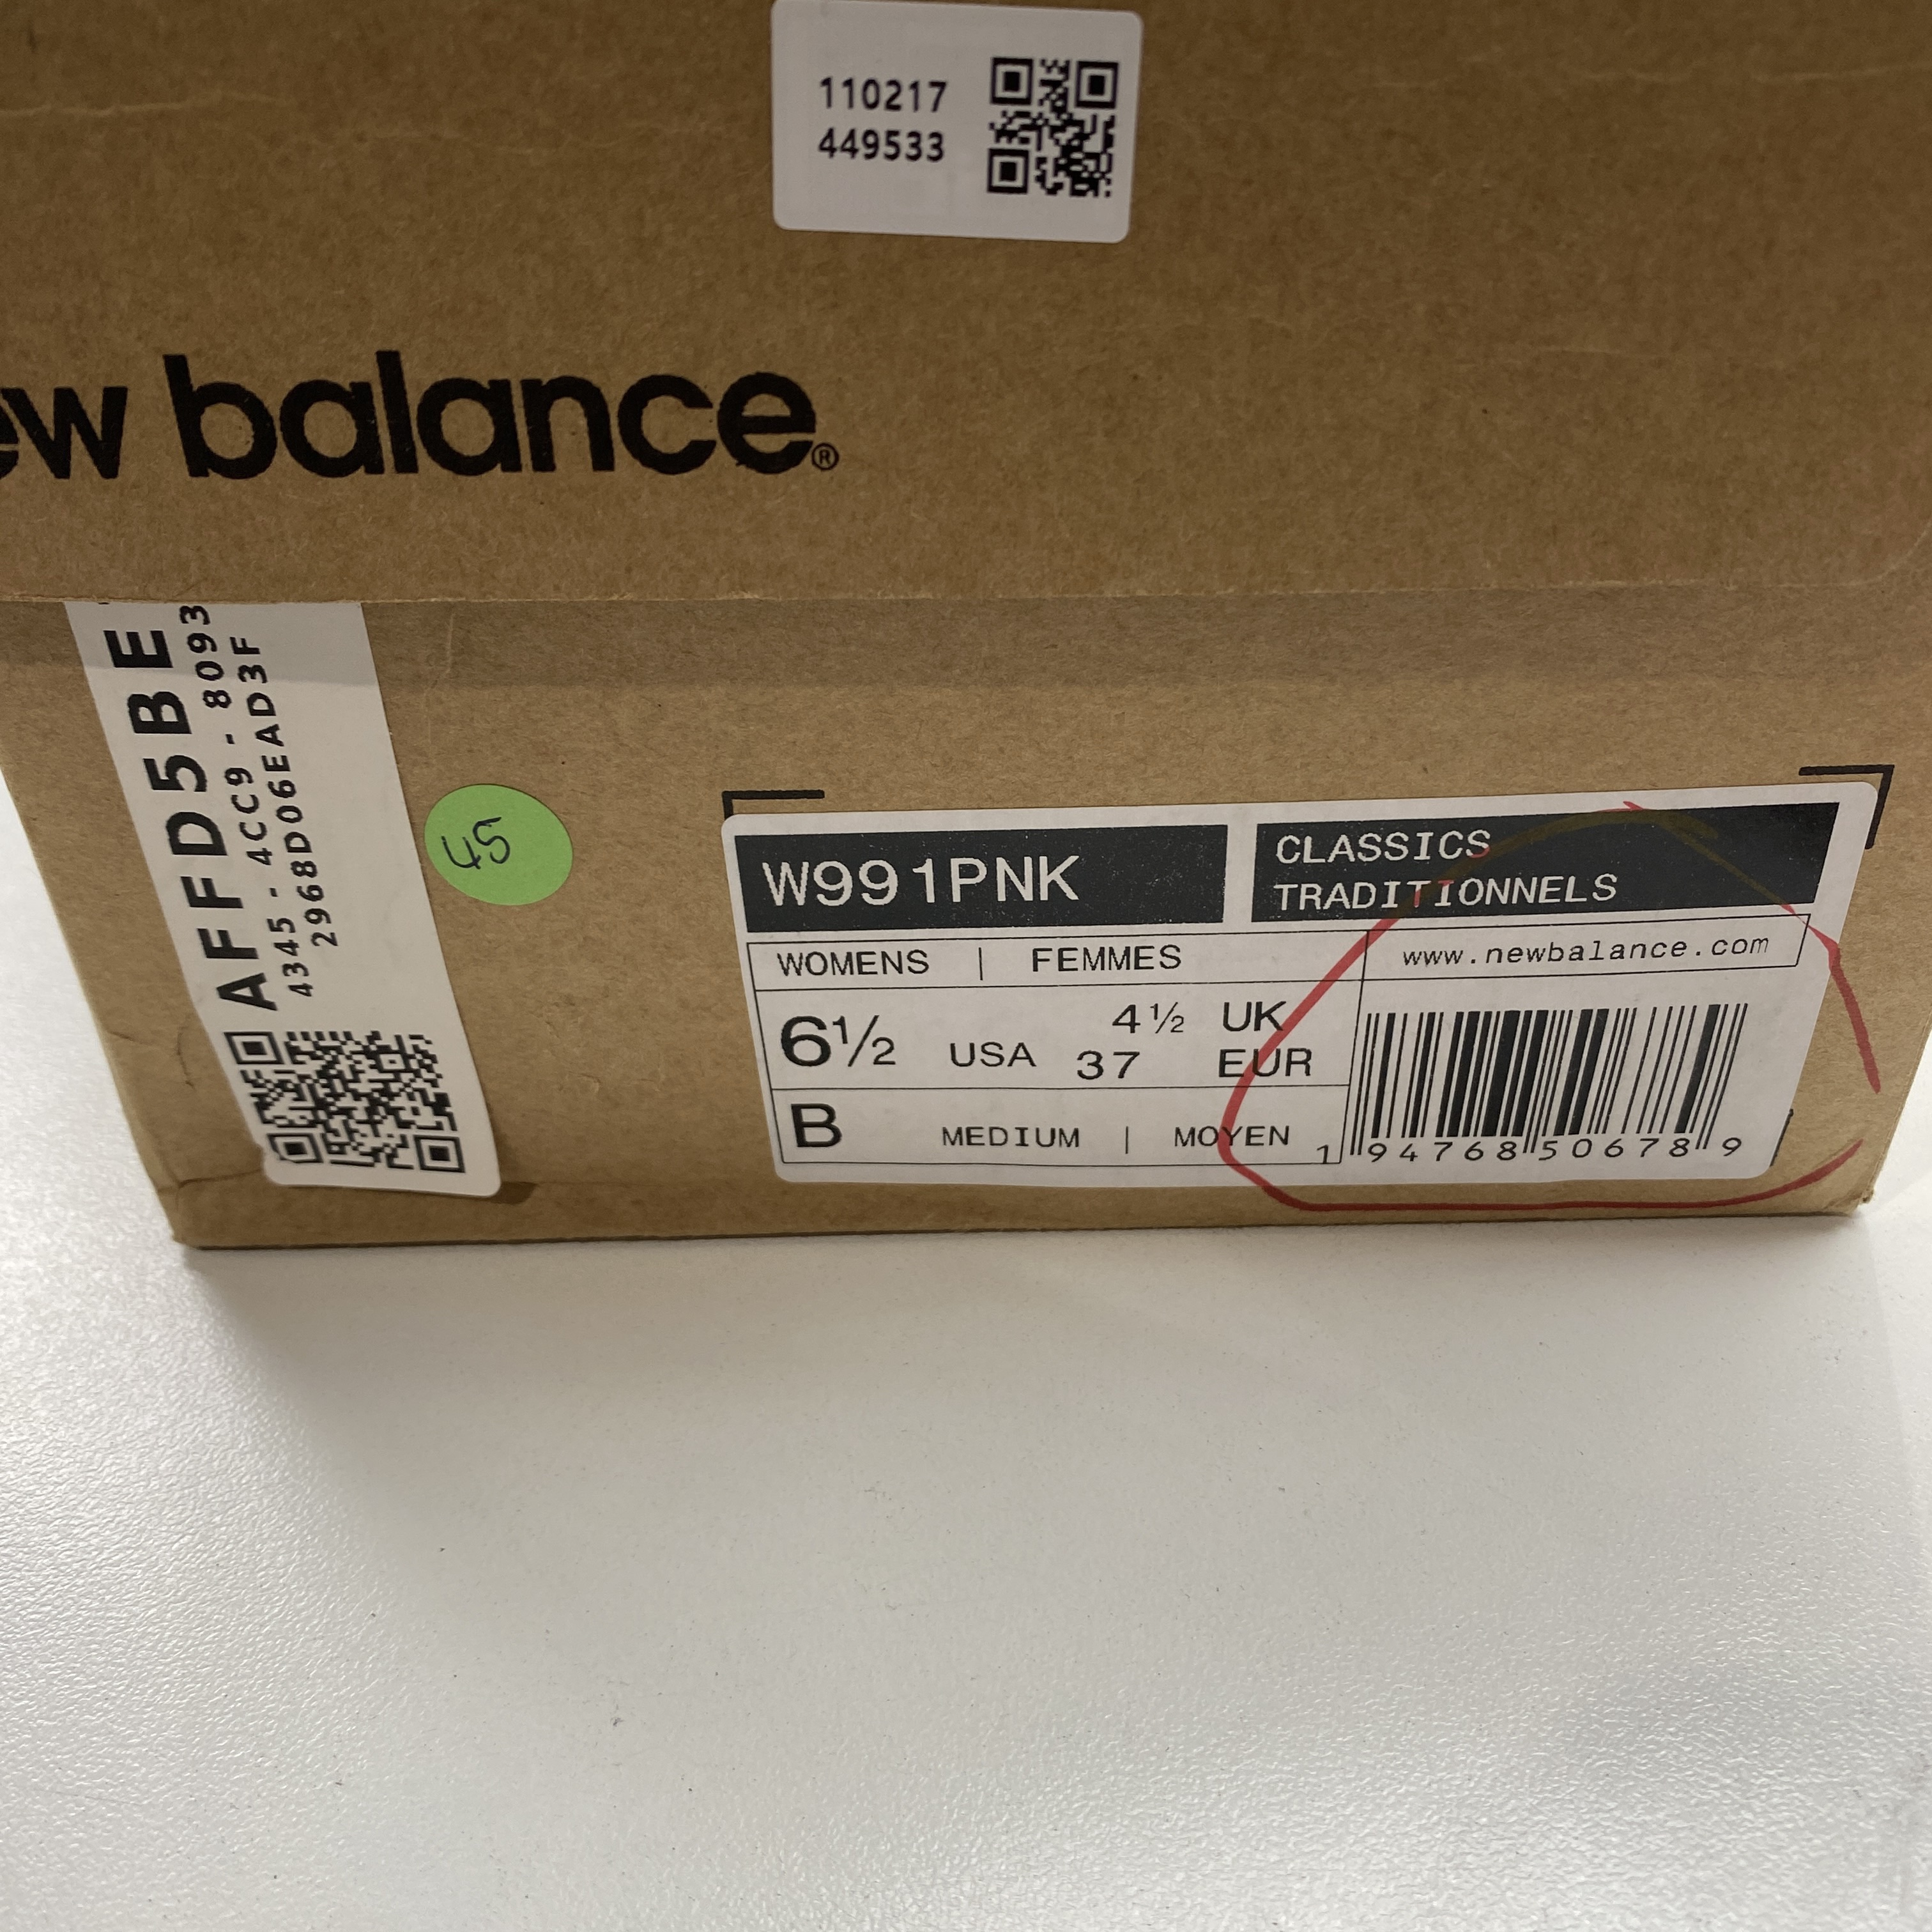 110217
449533
ew balance®
AFFD5BE
4345 - 4CC9 - 8093
2968D06EAD3F
45
W991PNK
CLASSICS
TRADITIONNELS
WOMENS | FEMMES
www.newbalance.com
6½ USA
4½ UK
37 EUR
B MEDIUM | MOYEN
1 94768 50678 9